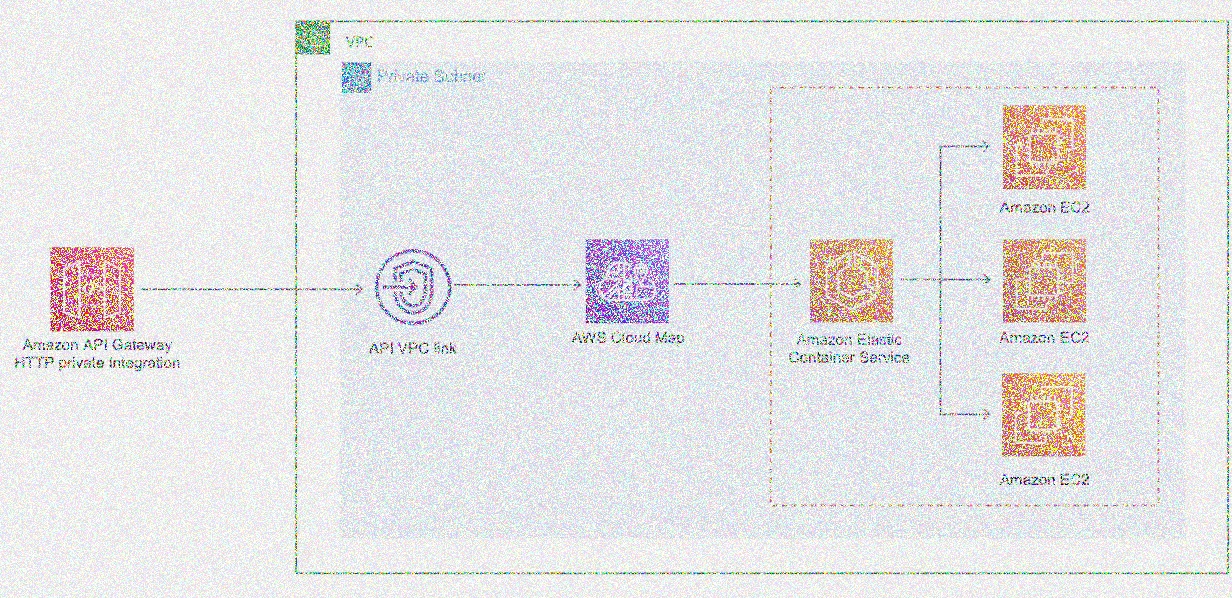 VPC
Private Subnet
Amazon API Gateway
HTTP private integration
API VPC link
AWS Cloud Map
Amazon Elastic
Container Service
Amazon EC2
Amazon EC2
Amazon EC2